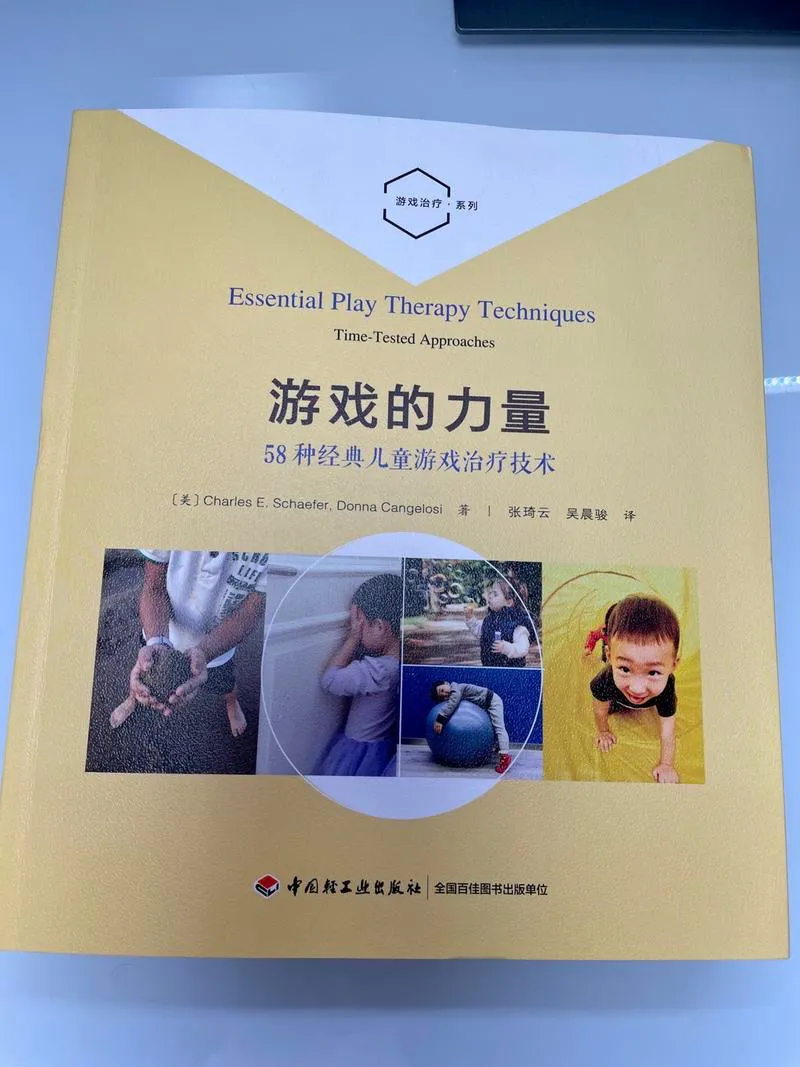 游戏治疗·系列
Essential Play Therapy Techniques
Time-Tested Approaches
游戏的力量
58种经典儿童游戏治疗技术
〔美〕Charles E. Schaefer, Donna Cangelosi 著 | 张琦云 吴晨骏 译
LIFE
中国轻工业出版社 | 全国百佳图书出版单位